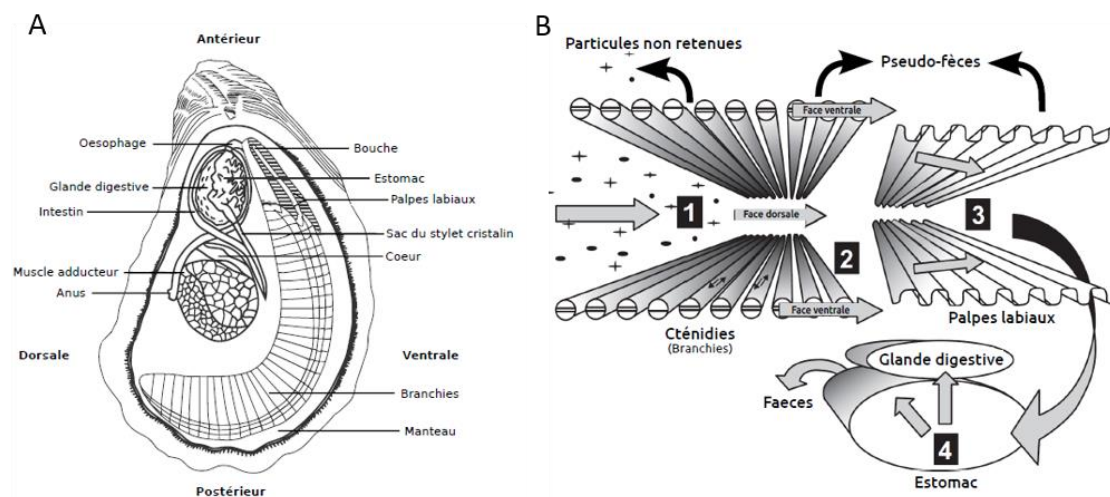 A
Antérieur
Oesophage
Bouche
Estomac
Glande digestive
Palpes labiaux
Intestin
Sac du stylet cristalin
Coeur
Muscle adducteur
Anus
Dorsale
Ventrale
Branchies
Manteau
Postérieur
B
Particules non retenues
Pseudo-fèces
Face ventrale
1
Face dorsale
3
2
Face ventrale
Cténidies
(Branchies)
Palpes labiaux
Glande digestive
Faeces
4
Estomac